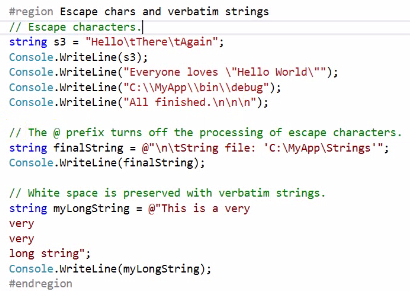 #region Escape chars and verbatim strings
// Escape characters.
string s3 = "Hello\tThere\tAgain";
Console.WriteLine(s3);
Console.WriteLine("Everyone loves \"Hello World\"");
Console.WriteLine("C:\\MyApp\\bin\\debug");
Console.WriteLine("All finished.\n\n\n");

// The @ prefix turns off the processing of escape characters.
string finalString = @"\n\tString file: 'C:\MyApp\Strings'";
Console.WriteLine(finalString);

// White space is preserved with verbatim strings.
string myLongString = @"This is a very
very
very
long string";
Console.WriteLine(myLongString);
#endregion